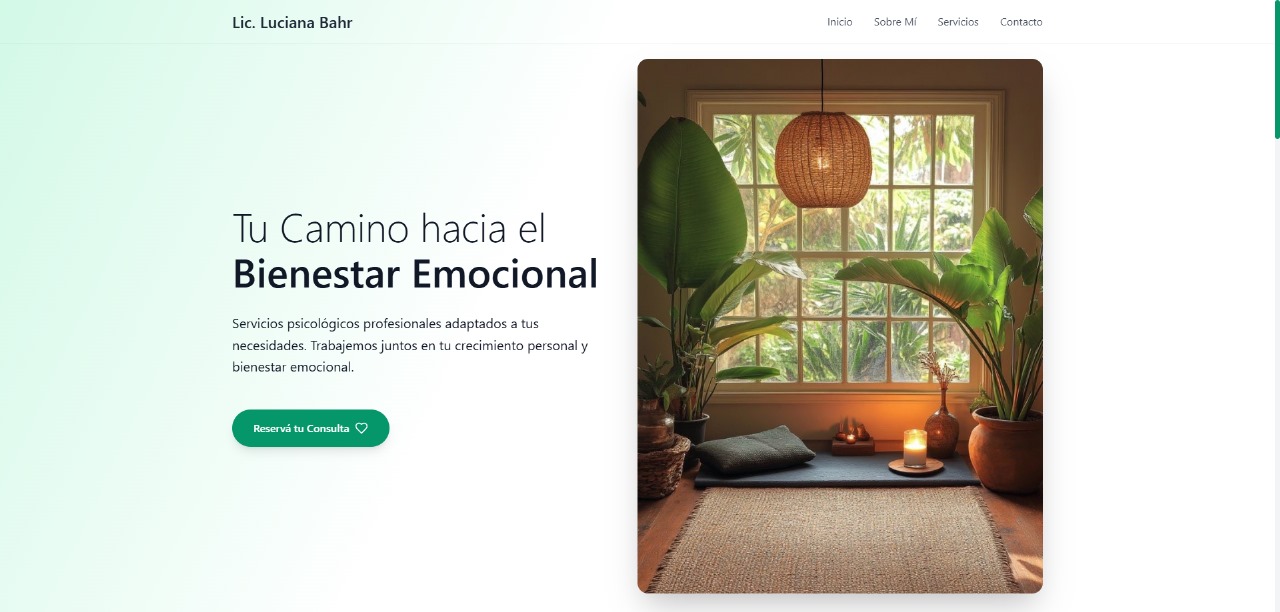 Lic. Luciana Bahr
Inicio
Sobre Mí
Servicios
Contacto
Tu Camino hacia el
Bienestar Emocional
Servicios psicológicos profesionales adaptados a tus
necesidades. Trabajemos juntos en tu crecimiento personal y
bienestar emocional.
Reservá tu Consulta